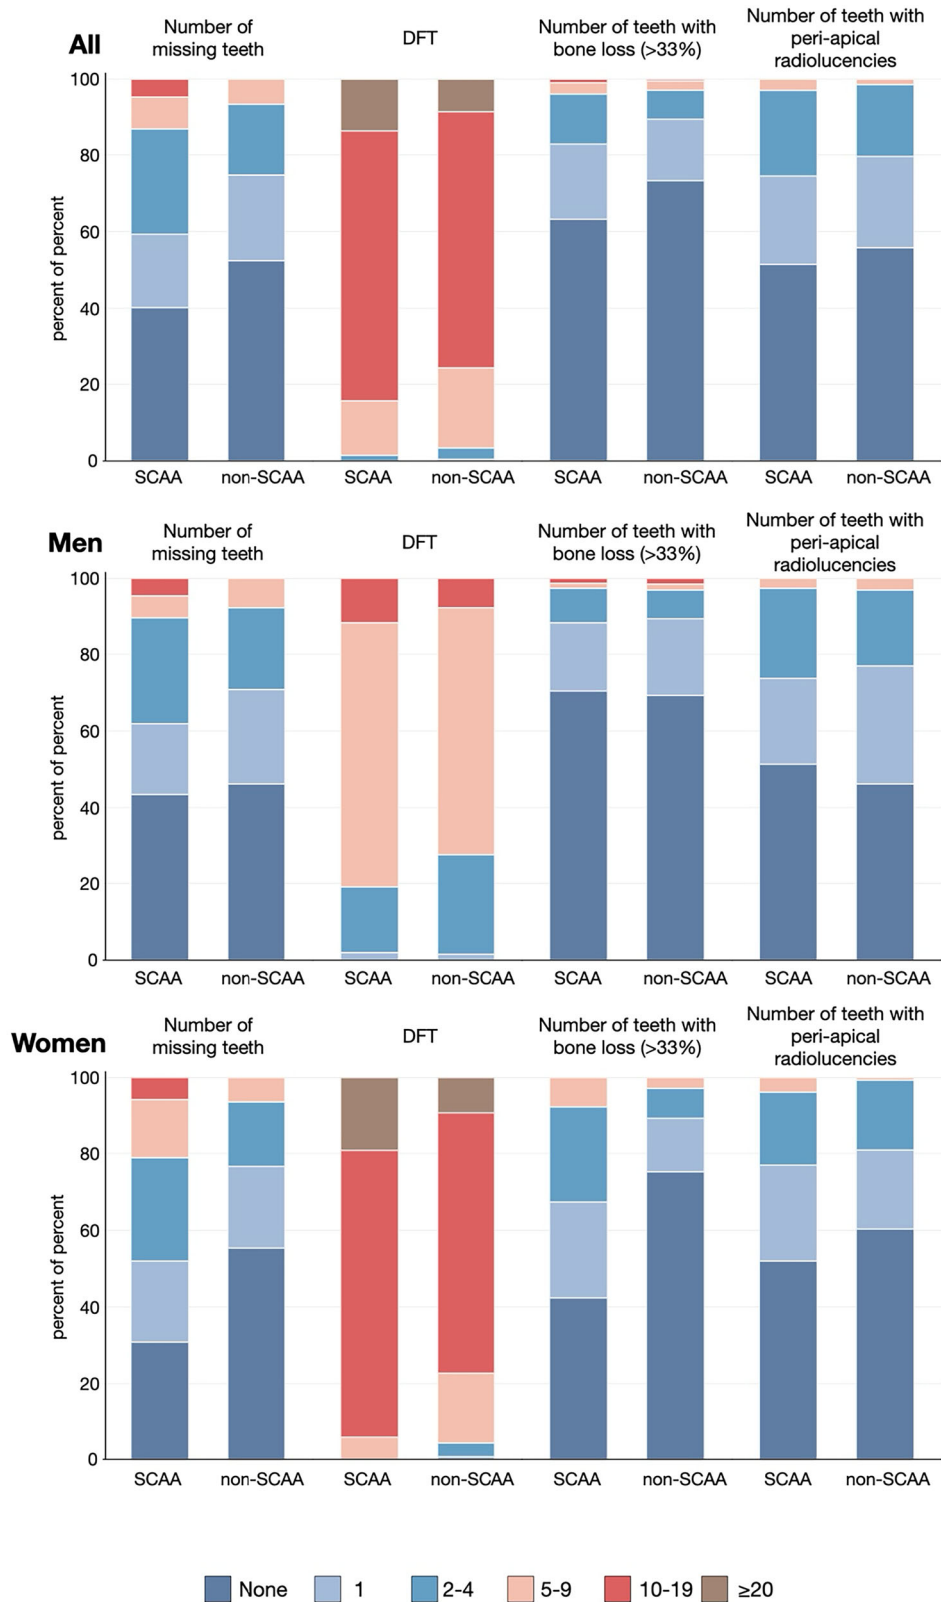 All
Number of
missing teeth
DFT
Number of teeth with
bone loss (>33%)
Number of teeth with
peri-apical
radiolucencies
percent of percent
100
80
60
40
20
0
SCAA non-SCAA SCAA non-SCAA SCAA non-SCAA SCAA non-SCAA
Men
Number of
missing teeth
DFT
Number of teeth with
bone loss (>33%)
Number of teeth with
peri-apical
radiolucencies
percent of percent
100
80
60
40
20
0
SCAA non-SCAA SCAA non-SCAA SCAA non-SCAA SCAA non-SCAA
Women
Number of
missing teeth
DFT
Number of teeth with
bone loss (>33%)
Number of teeth with
peri-apical
radiolucencies
percent of percent
100
80
60
40
20
0
SCAA non-SCAA SCAA non-SCAA SCAA non-SCAA SCAA non-SCAA
None 1 2-4 5-9 10-19 ≥20